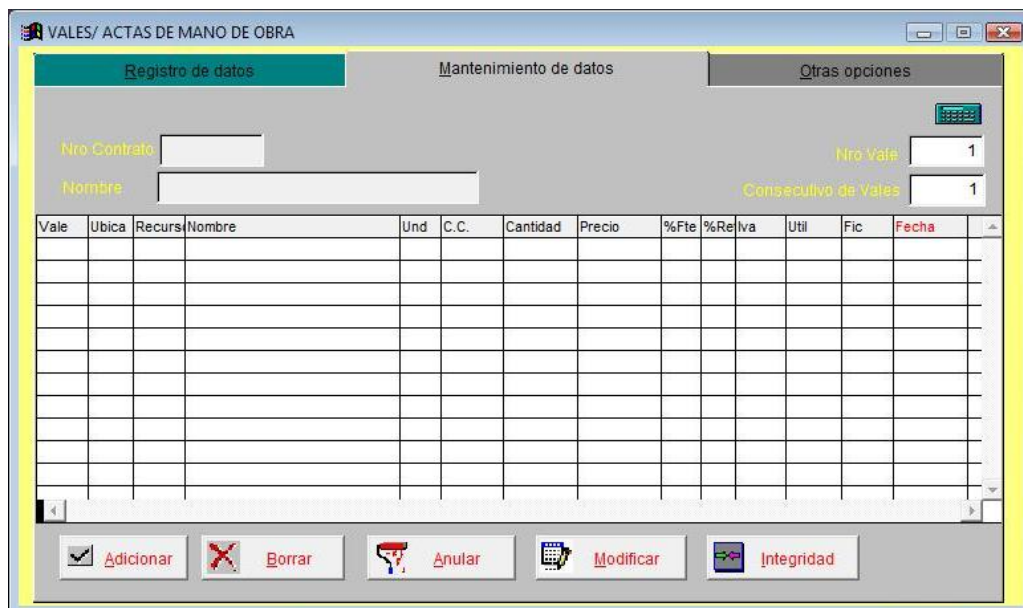 VALES/ ACTAS DE MANO DE OBRA
Registro de datos Mantenimiento de datos Otras opciones
Nro Contrato Nro Vale 1
Nombre Consecutivo de Vales 1
Vale Ubica Recurs Nombre Und C.C. Cantidad Precio %Fte %Re Iva Util Fic Fecha
Adicionar Borrar Anular Modificar Integridad